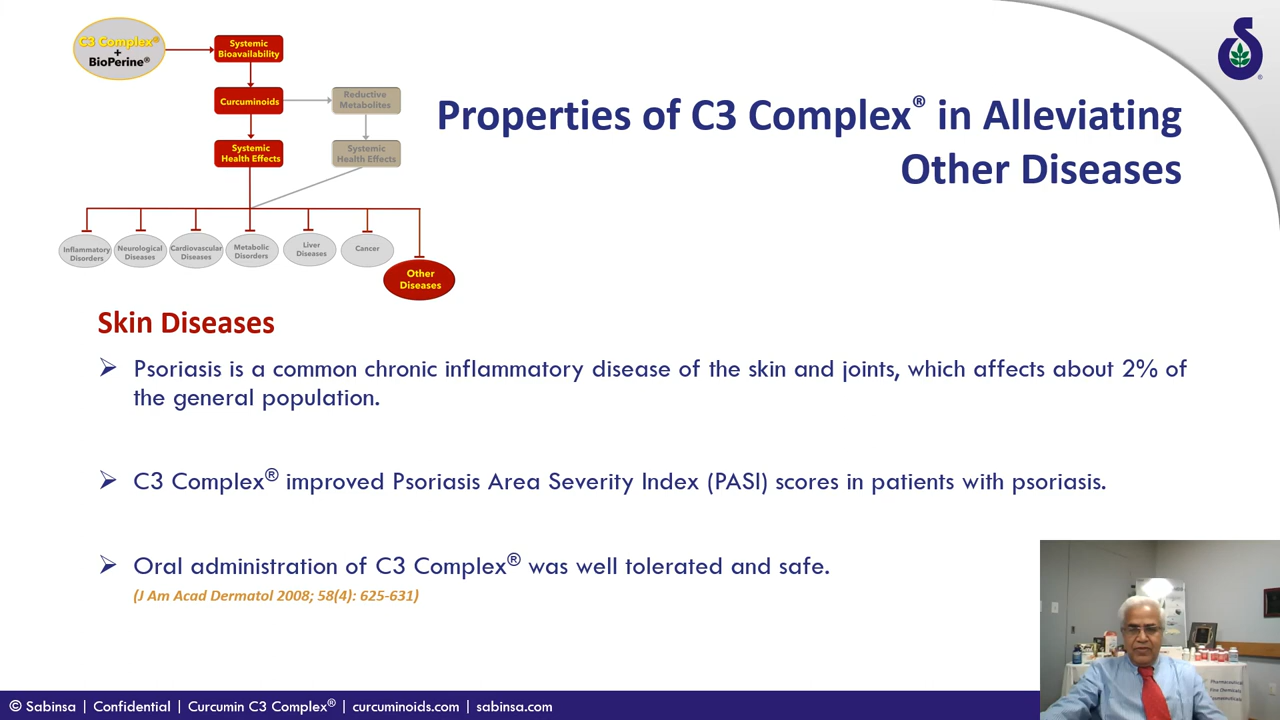 C3 Complex®
+
BioPerine®
Systemic
Bioavailability
Curcuminoids
Reductive
Metabolites
Systemic
Health Effects
Systemic
Health Effects
Inflammatory
Disorders
Neurological
Diseases
Cardiovascular
Diseases
Metabolic
Disorders
Liver
Diseases
Cancer
Other
Diseases
®
Properties of C3 Complex® in Alleviating
Other Diseases
Skin Diseases
➢ Psoriasis is a common chronic inflammatory disease of the skin and joints, which affects about 2% of
the general population.
➢ C3 Complex® improved Psoriasis Area Severity Index (PASI) scores in patients with psoriasis.
➢ Oral administration of C3 Complex® was well tolerated and safe.
(J Am Acad Dermatol 2008; 58(4): 625-631)
Pharmaceutical
Fine Chemicals
© Sabinsa | Confidential | Curcumin C3 Complex® | curcuminoids.com | sabinsa.com